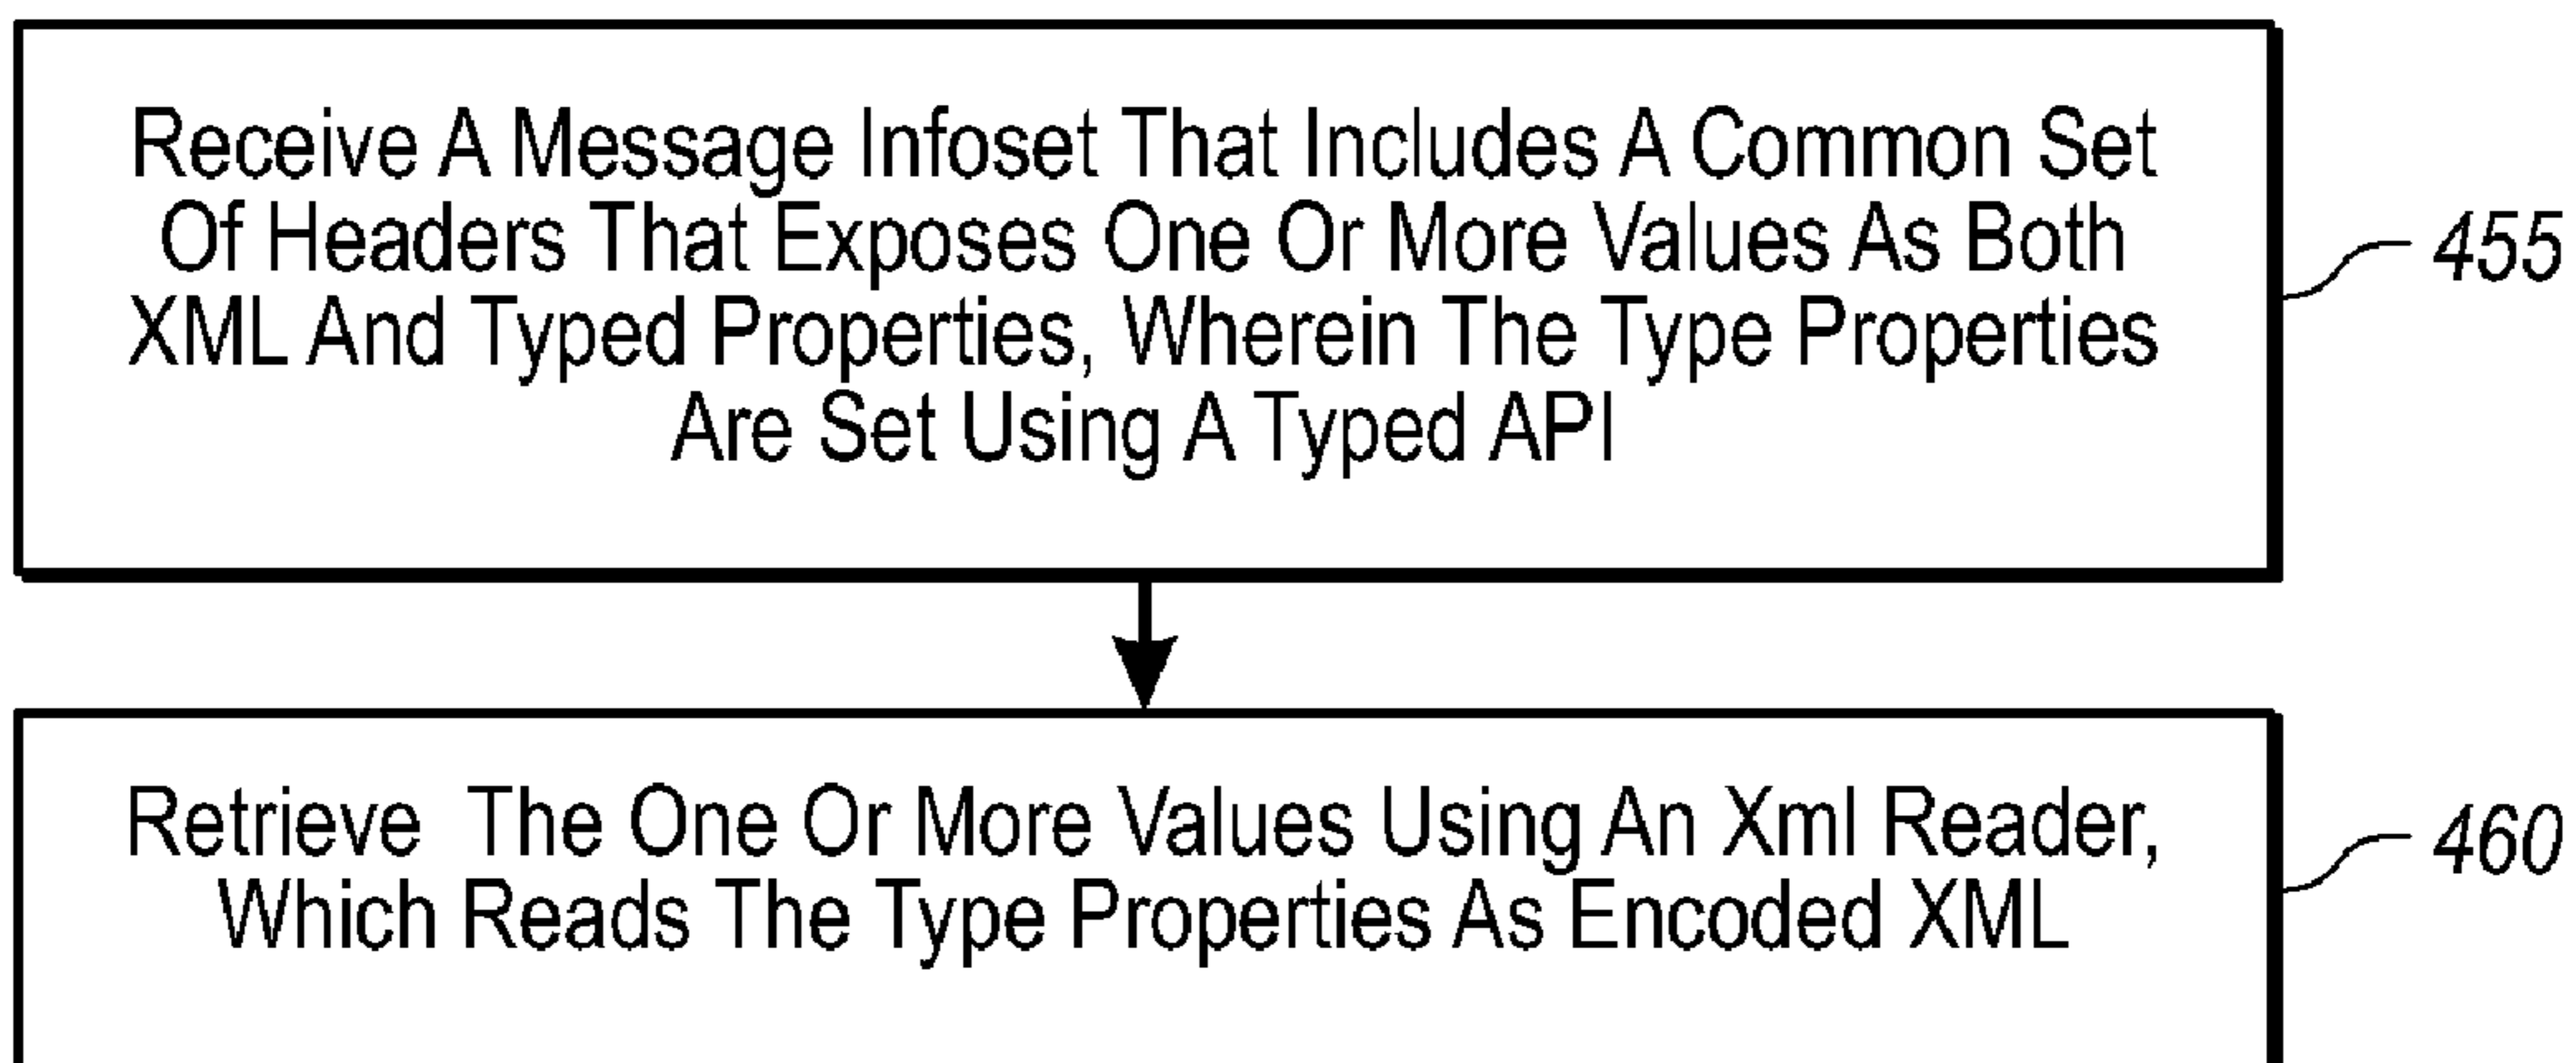 Receive A Message Infoset That Includes A Common Set
Of Headers That Exposes One Or More Values As Both
XML And Typed Properties, Wherein The Type Properties
Are Set Using A Typed API
455
Retrieve The One Or More Values Using An Xml Reader,
Which Reads The Type Properties As Encoded XML
460